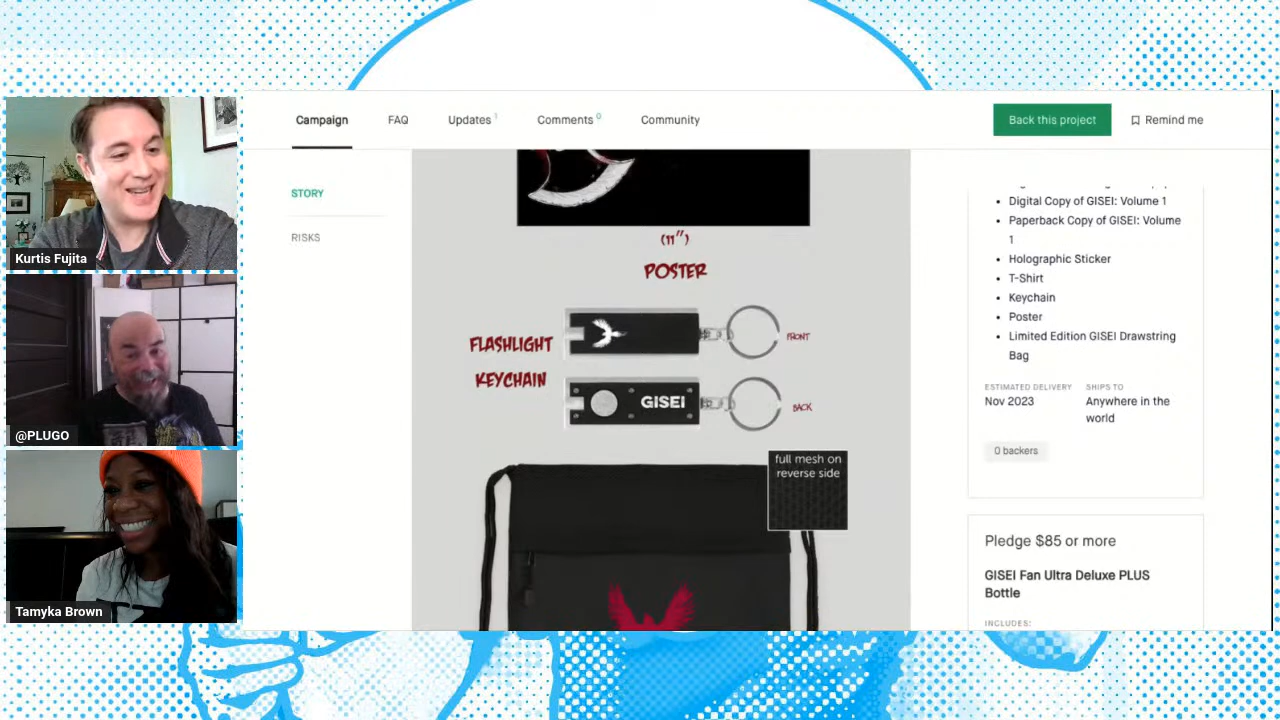 Campaign
FAQ
Updates 1
Comments 0
Community
Back this project
Remind me
STORY
RISKS
(11")
POSTER
FLASHLIGHT
KEYCHAIN
FRONT
GISEI
BACK
full mesh on
reverse side
Digital Copy of GISEI: Volume 1
Paperback Copy of GISEI: Volume
1
Holographic Sticker
T-Shirt
Keychain
Poster
Limited Edition GISEI Drawstring
Bag
ESTIMATED DELIVERY
SHIPS TO
Nov 2023
Anywhere in the
world
0 backers
Pledge $85 or more
GISEI Fan Ultra Deluxe PLUS
Bottle
INCLUDES:
Kurtis Fujita
@PLUGO
Tamyka Brown